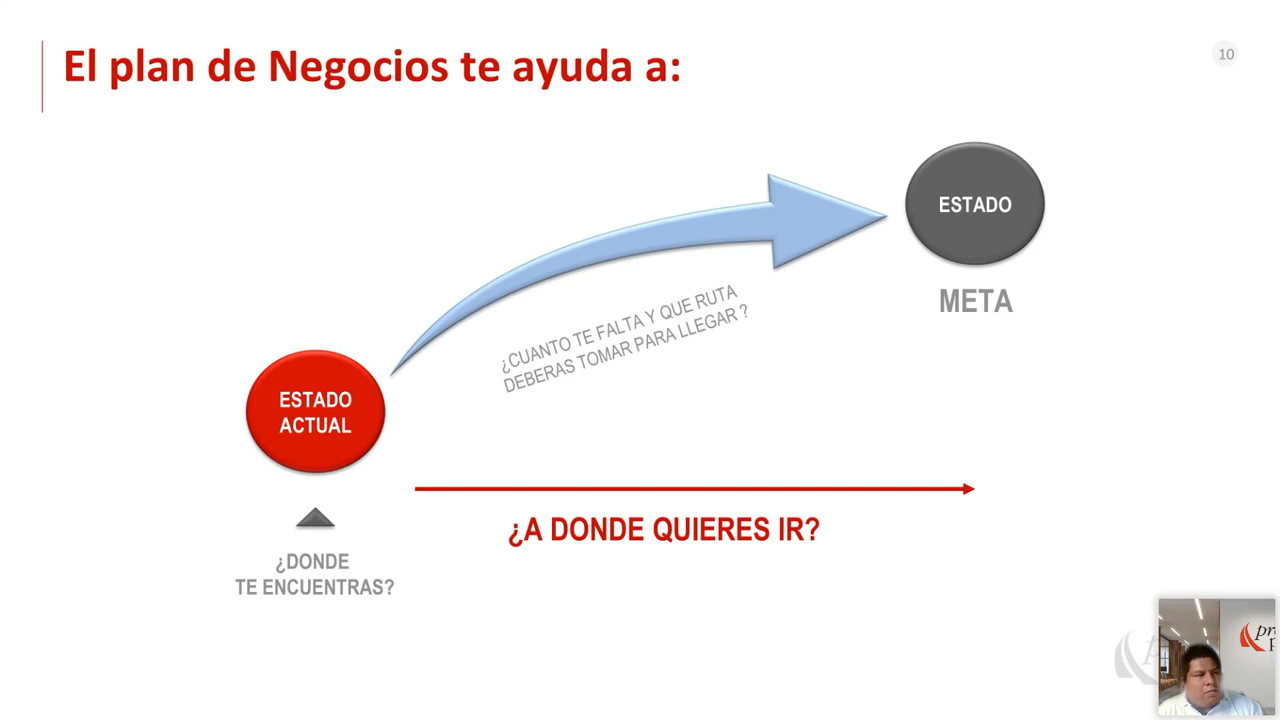 El plan de Negocios te ayuda a:
10
ESTADO
META
¿CUANTO TE FALTA Y QUE RUTA
DEBERAS TOMAR PARA LLEGAR ?
ESTADO
ACTUAL
¿A DONDE QUIERES IR?
¿DONDE
TE ENCUENTRAS?